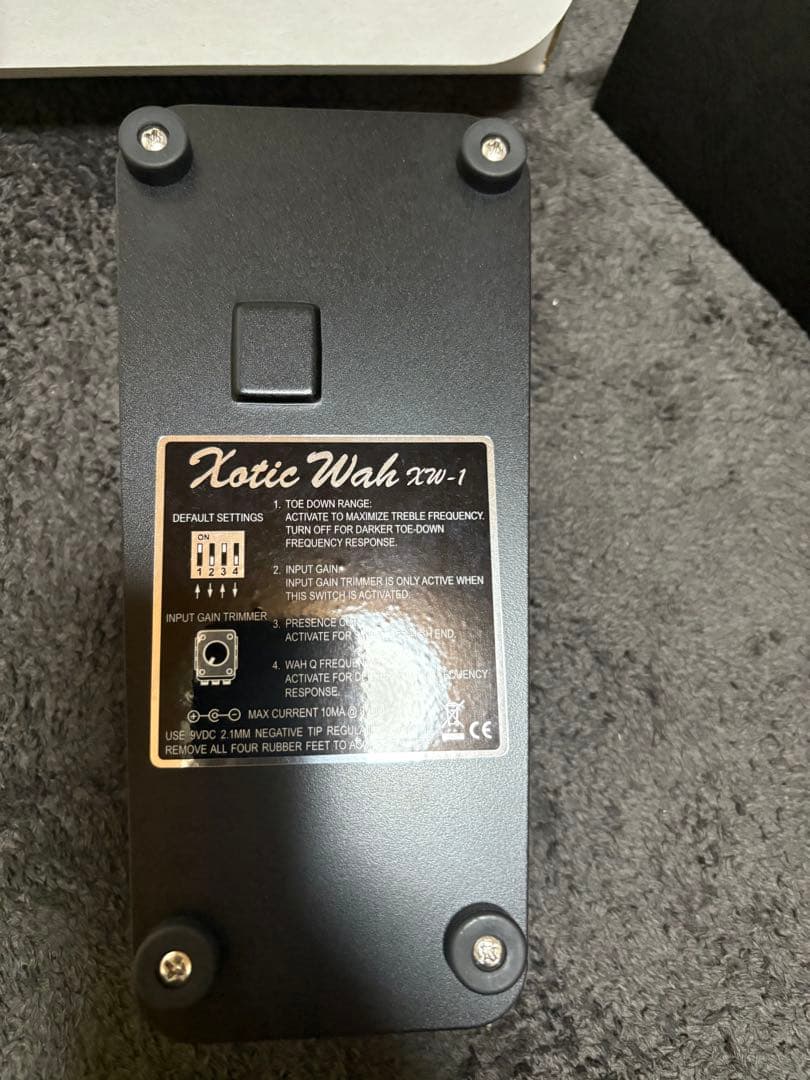 Xotic Wah XW-1
DEFAULT SETTINGS
ON
1 2 3 4
INPUT GAIN TRIMMER
1. TOE DOWN RANGE:
ACTIVATE TO MAXIMIZE TREBLE FREQUENCY.
TURN OFF FOR DARKER TOE-DOWN
FREQUENCY RESPONSE.
2. INPUT GAIN:
INPUT GAIN TRIMMER IS ONLY ACTIVE WHEN
THIS SWITCH IS ACTIVATED.
3. PRESENCE
ACTIVATE FOR END.
4. WAH Q
ACTIVATE FOR
RESPONSE.
MAX CURRENT 10MA @
USE 9VDC 2.1MM NEGATIVE TIP
REMOVE ALL FOUR RUBBER FEET TO
CE